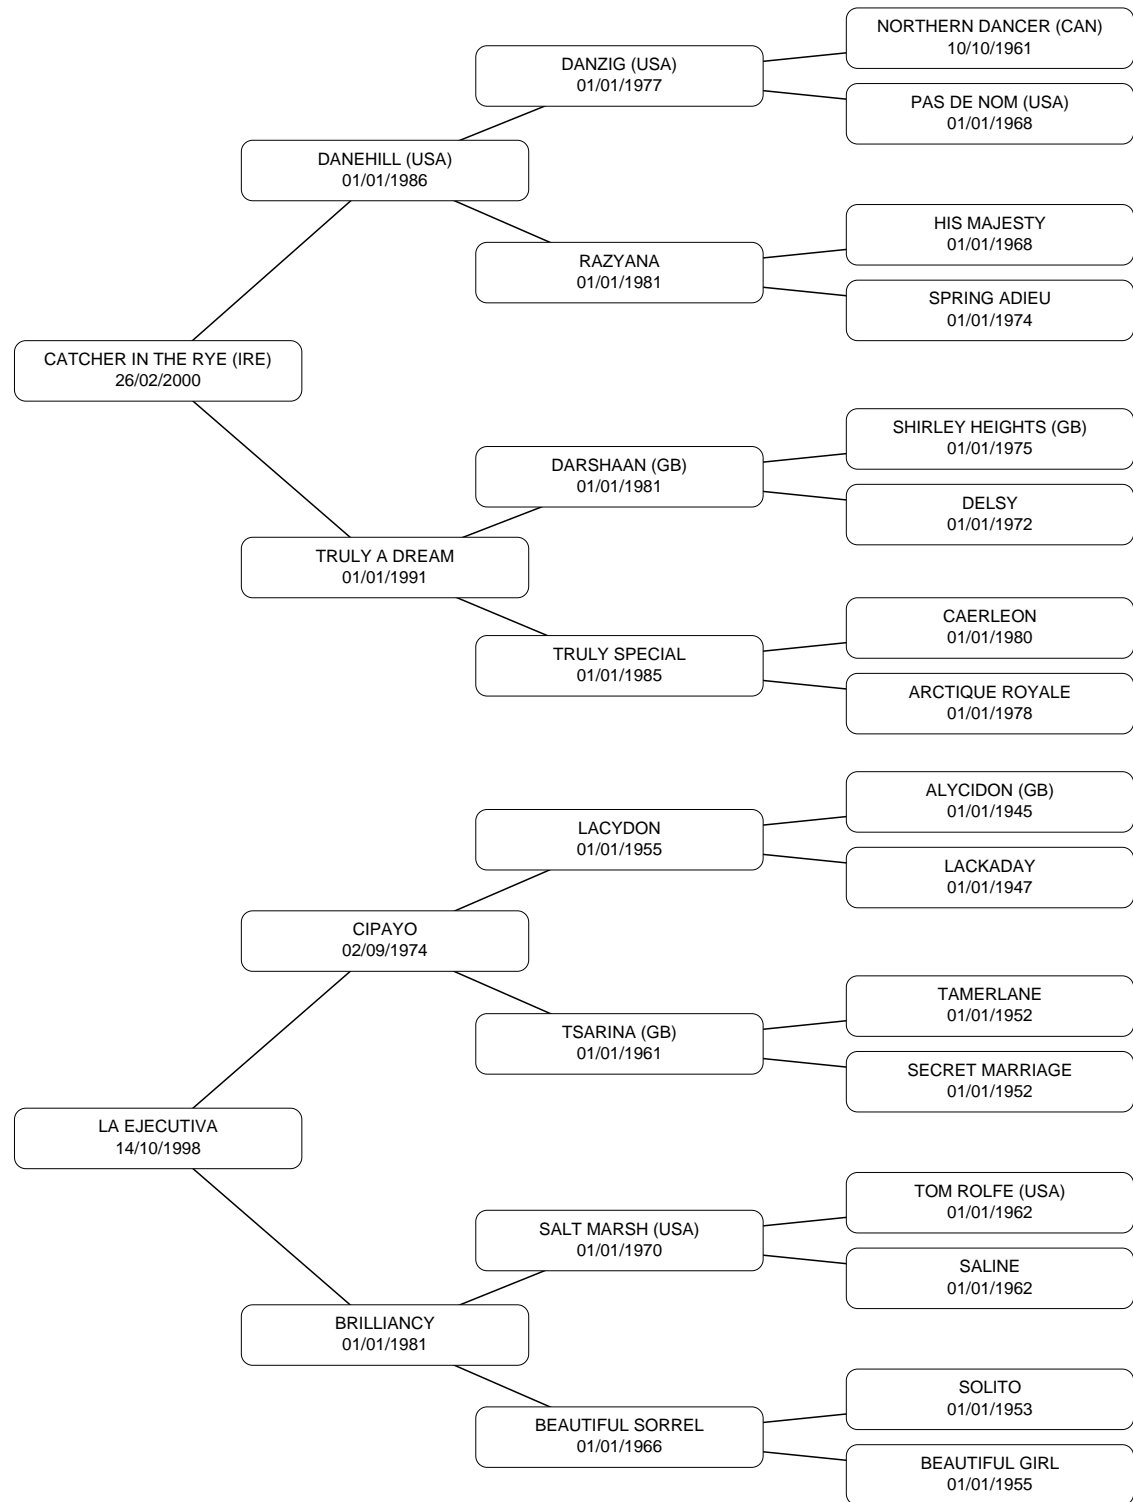 NORTHERN DANCER (CAN)
10/10/1961
DANZIG (USA)
01/01/1977
PAS DE NOM (USA)
01/01/1968
DANEHILL (USA)
01/01/1986
HIS MAJESTY
01/01/1968
RAZYANA
01/01/1981
SPRING ADIEU
01/01/1974
CATCHER IN THE RYE (IRE)
26/02/2000
SHIRLEY HEIGHTS (GB)
01/01/1975
DARSHAAN (GB)
01/01/1981
DELSY
01/01/1972
TRULY A DREAM
01/01/1991
CAERLEON
01/01/1980
TRULY SPECIAL
01/01/1985
ARCTIQUE ROYALE
01/01/1978
ALYCIDON (GB)
01/01/1945
LACYDON
01/01/1955
LACKADAY
01/01/1947
CIPAYO
02/09/1974
TAMERLANE
01/01/1952
TSARINA (GB)
01/01/1961
SECRET MARRIAGE
01/01/1952
LA EJECUTIVA
14/10/1998
TOM ROLFE (USA)
01/01/1962
SALT MARSH (USA)
01/01/1970
SALINE
01/01/1962
BRILLIANCY
01/01/1981
SOLITO
01/01/1953
BEAUTIFUL SORREL
01/01/1966
BEAUTIFUL GIRL
01/01/1955